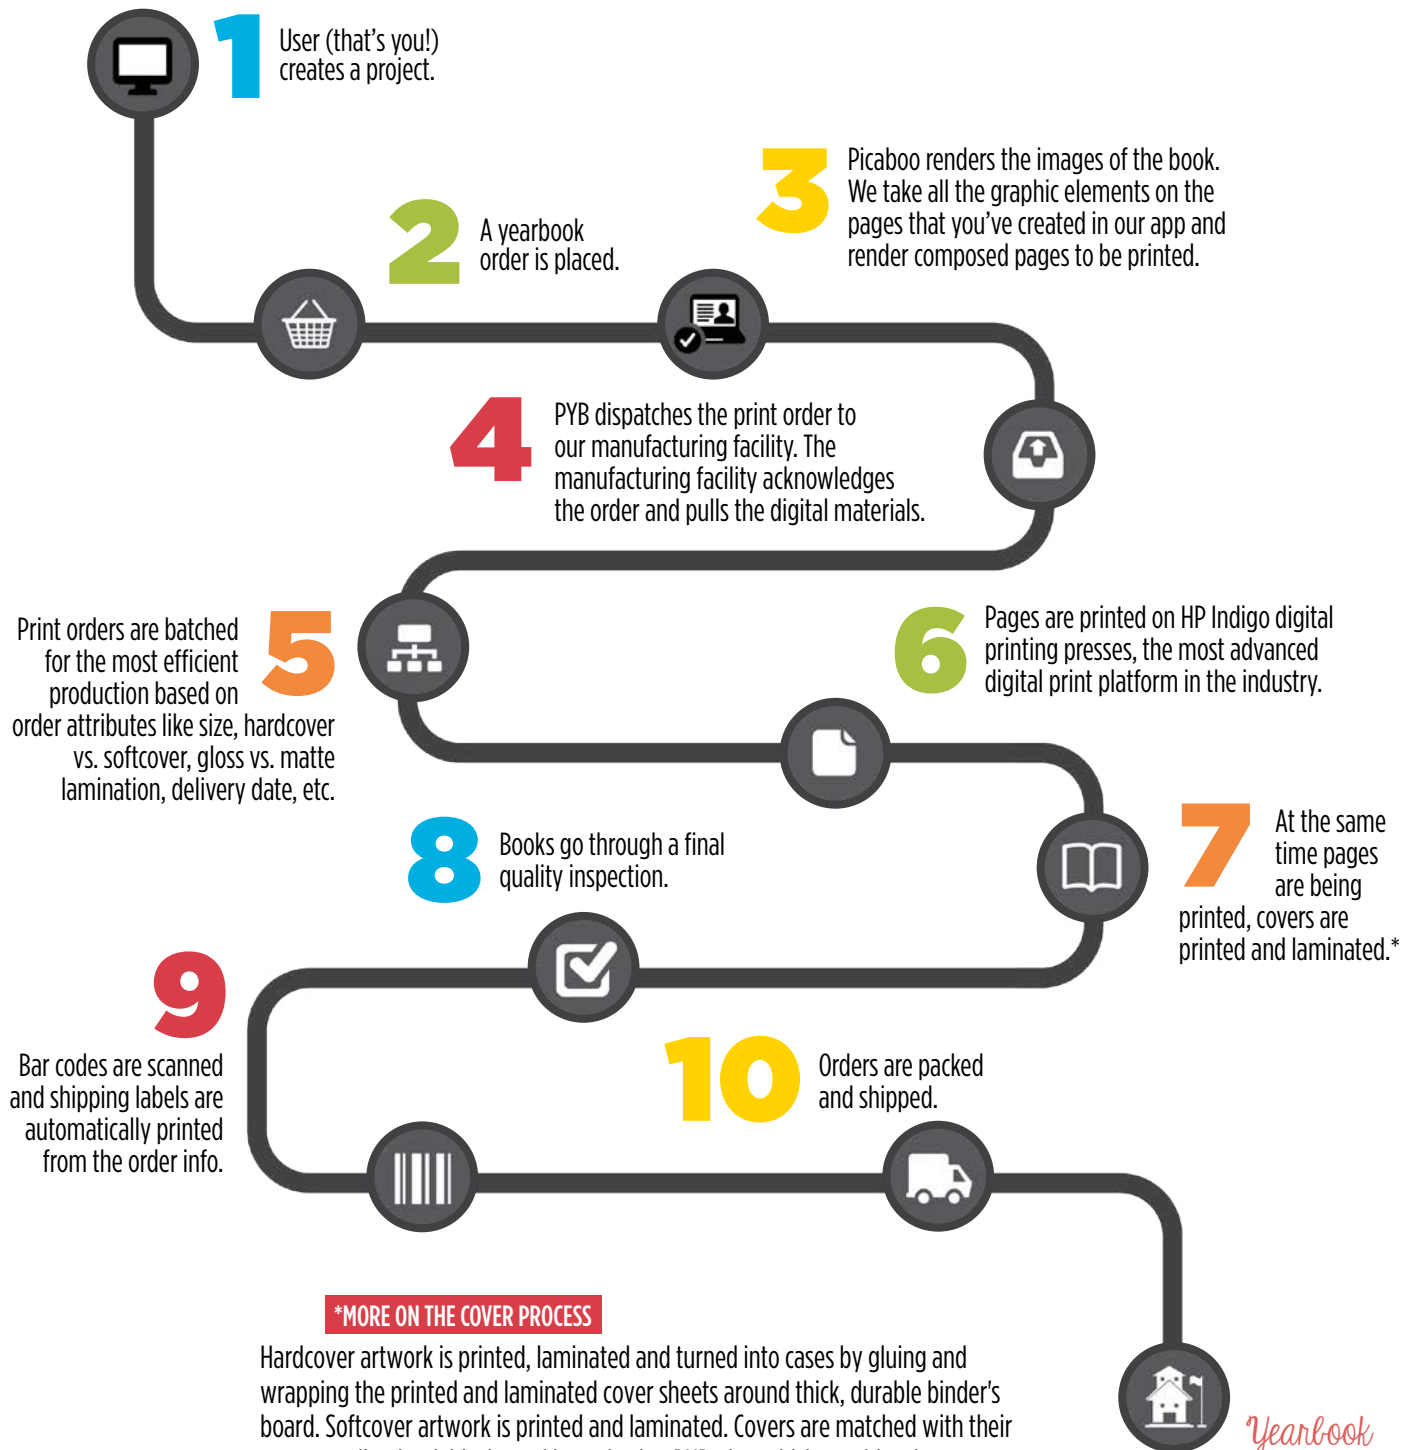 1
User (that's you!)
creates a project.
2
A yearbook
order is placed.
3
Picaboo renders the images of the book.
We take all the graphic elements on the
pages that you've created in our app and
render composed pages to be printed.
4
PYB dispatches the print order to
our manufacturing facility. The
manufacturing facility acknowledges
the order and pulls the digital materials.
5
Print orders are batched
for the most efficient
production based on
order attributes like size, hardcover
vs. softcover, gloss vs. matte
lamination, delivery date, etc.
6
Pages are printed on HP Indigo digital
printing presses, the most advanced
digital print platform in the industry.
7
At the same
time pages
are being
printed, covers are
printed and laminated.*
8
Books go through a final
quality inspection.
9
Bar codes are scanned
and shipping labels are
automatically printed
from the order info.
10
Orders are packed
and shipped.
*MORE ON THE COVER PROCESS
Hardcover artwork is printed, laminated and turned into cases by gluing and
wrapping the printed and laminated cover sheets around thick, durable binder's
board. Softcover artwork is printed and laminated. Covers are matched with their
Yearbook